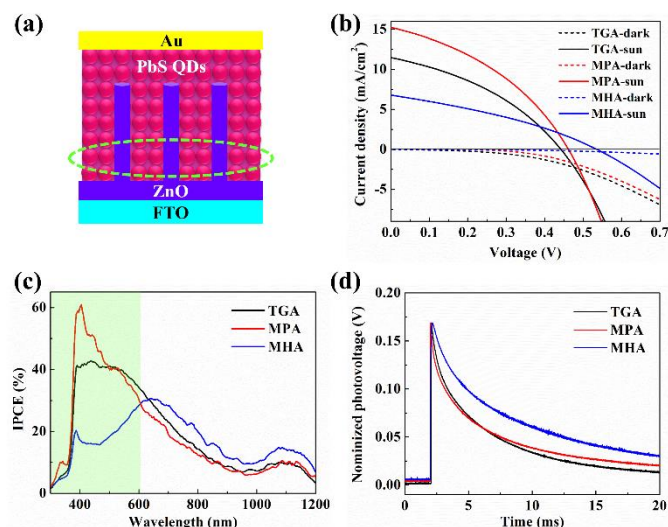 (a)
Au
PbS QDs
ZnO
FTO
(b)
Current density (mA/cm²)
15
10
5
0
-5
0.0 0.1 0.2 0.3 0.4 0.5 0.6 0.7
Voltage (V)
TGA-dark
TGA-sun
MPA-dark
MPA-sun
MHA-dark
MHA-sun
(c)
IPCE (%)
60
40
20
0
400 600 800 1000 1200
Wavelength (nm)
TGA
MPA
MHA
(d)
Nominized photovoltage (V)
0.20
0.15
0.10
0.05
0.00
0 5 10 15 20
Time (ms)
TGA
MPA
MHA